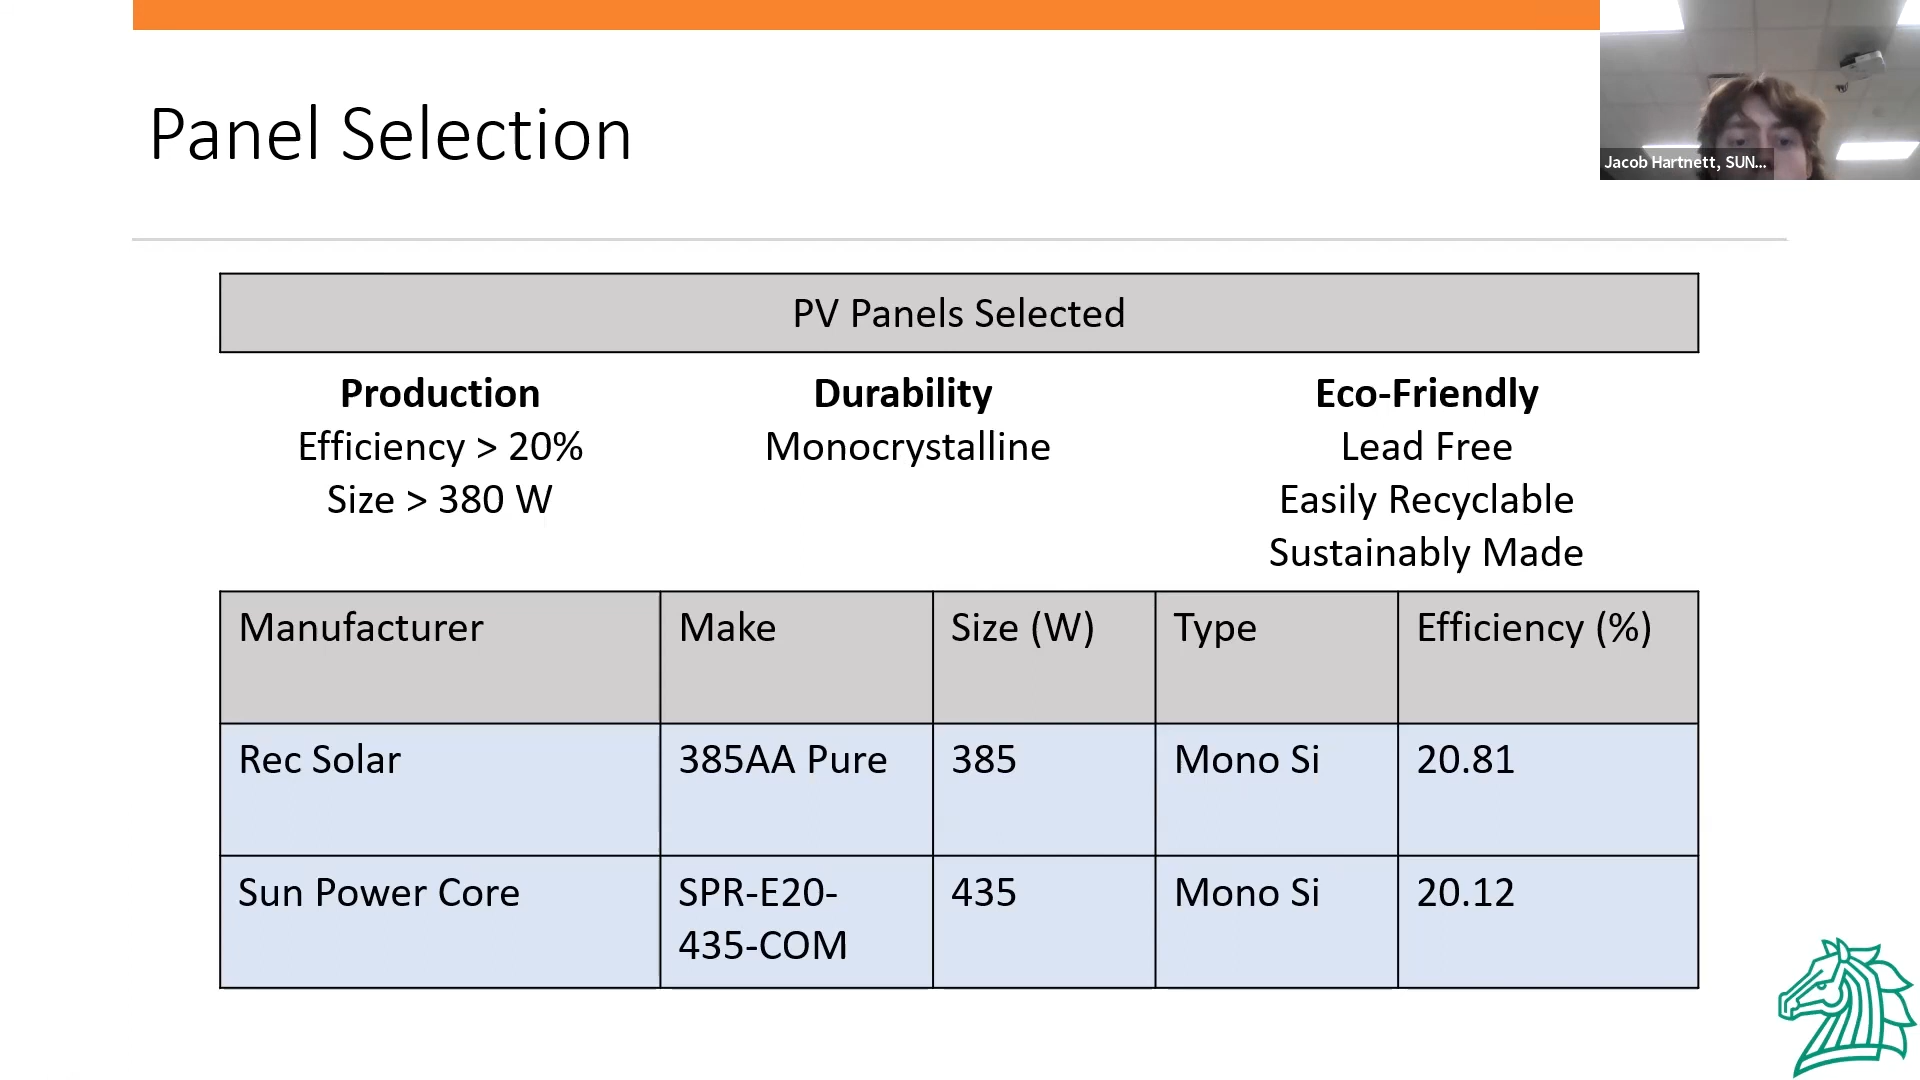 Panel Selection
Jacob Hartnett, SUN...
PV Panels Selected
Production
Efficiency > 20%
Size > 380 W
Durability
Monocrystalline
Eco-Friendly
Lead Free
Easily Recyclable
Sustainably Made
Manufacturer Make Size (W) Type Efficiency (%)
Rec Solar 385AA Pure 385 Mono Si 20.81
Sun Power Core SPR-E20- 435 Mono Si 20.12
435-COM